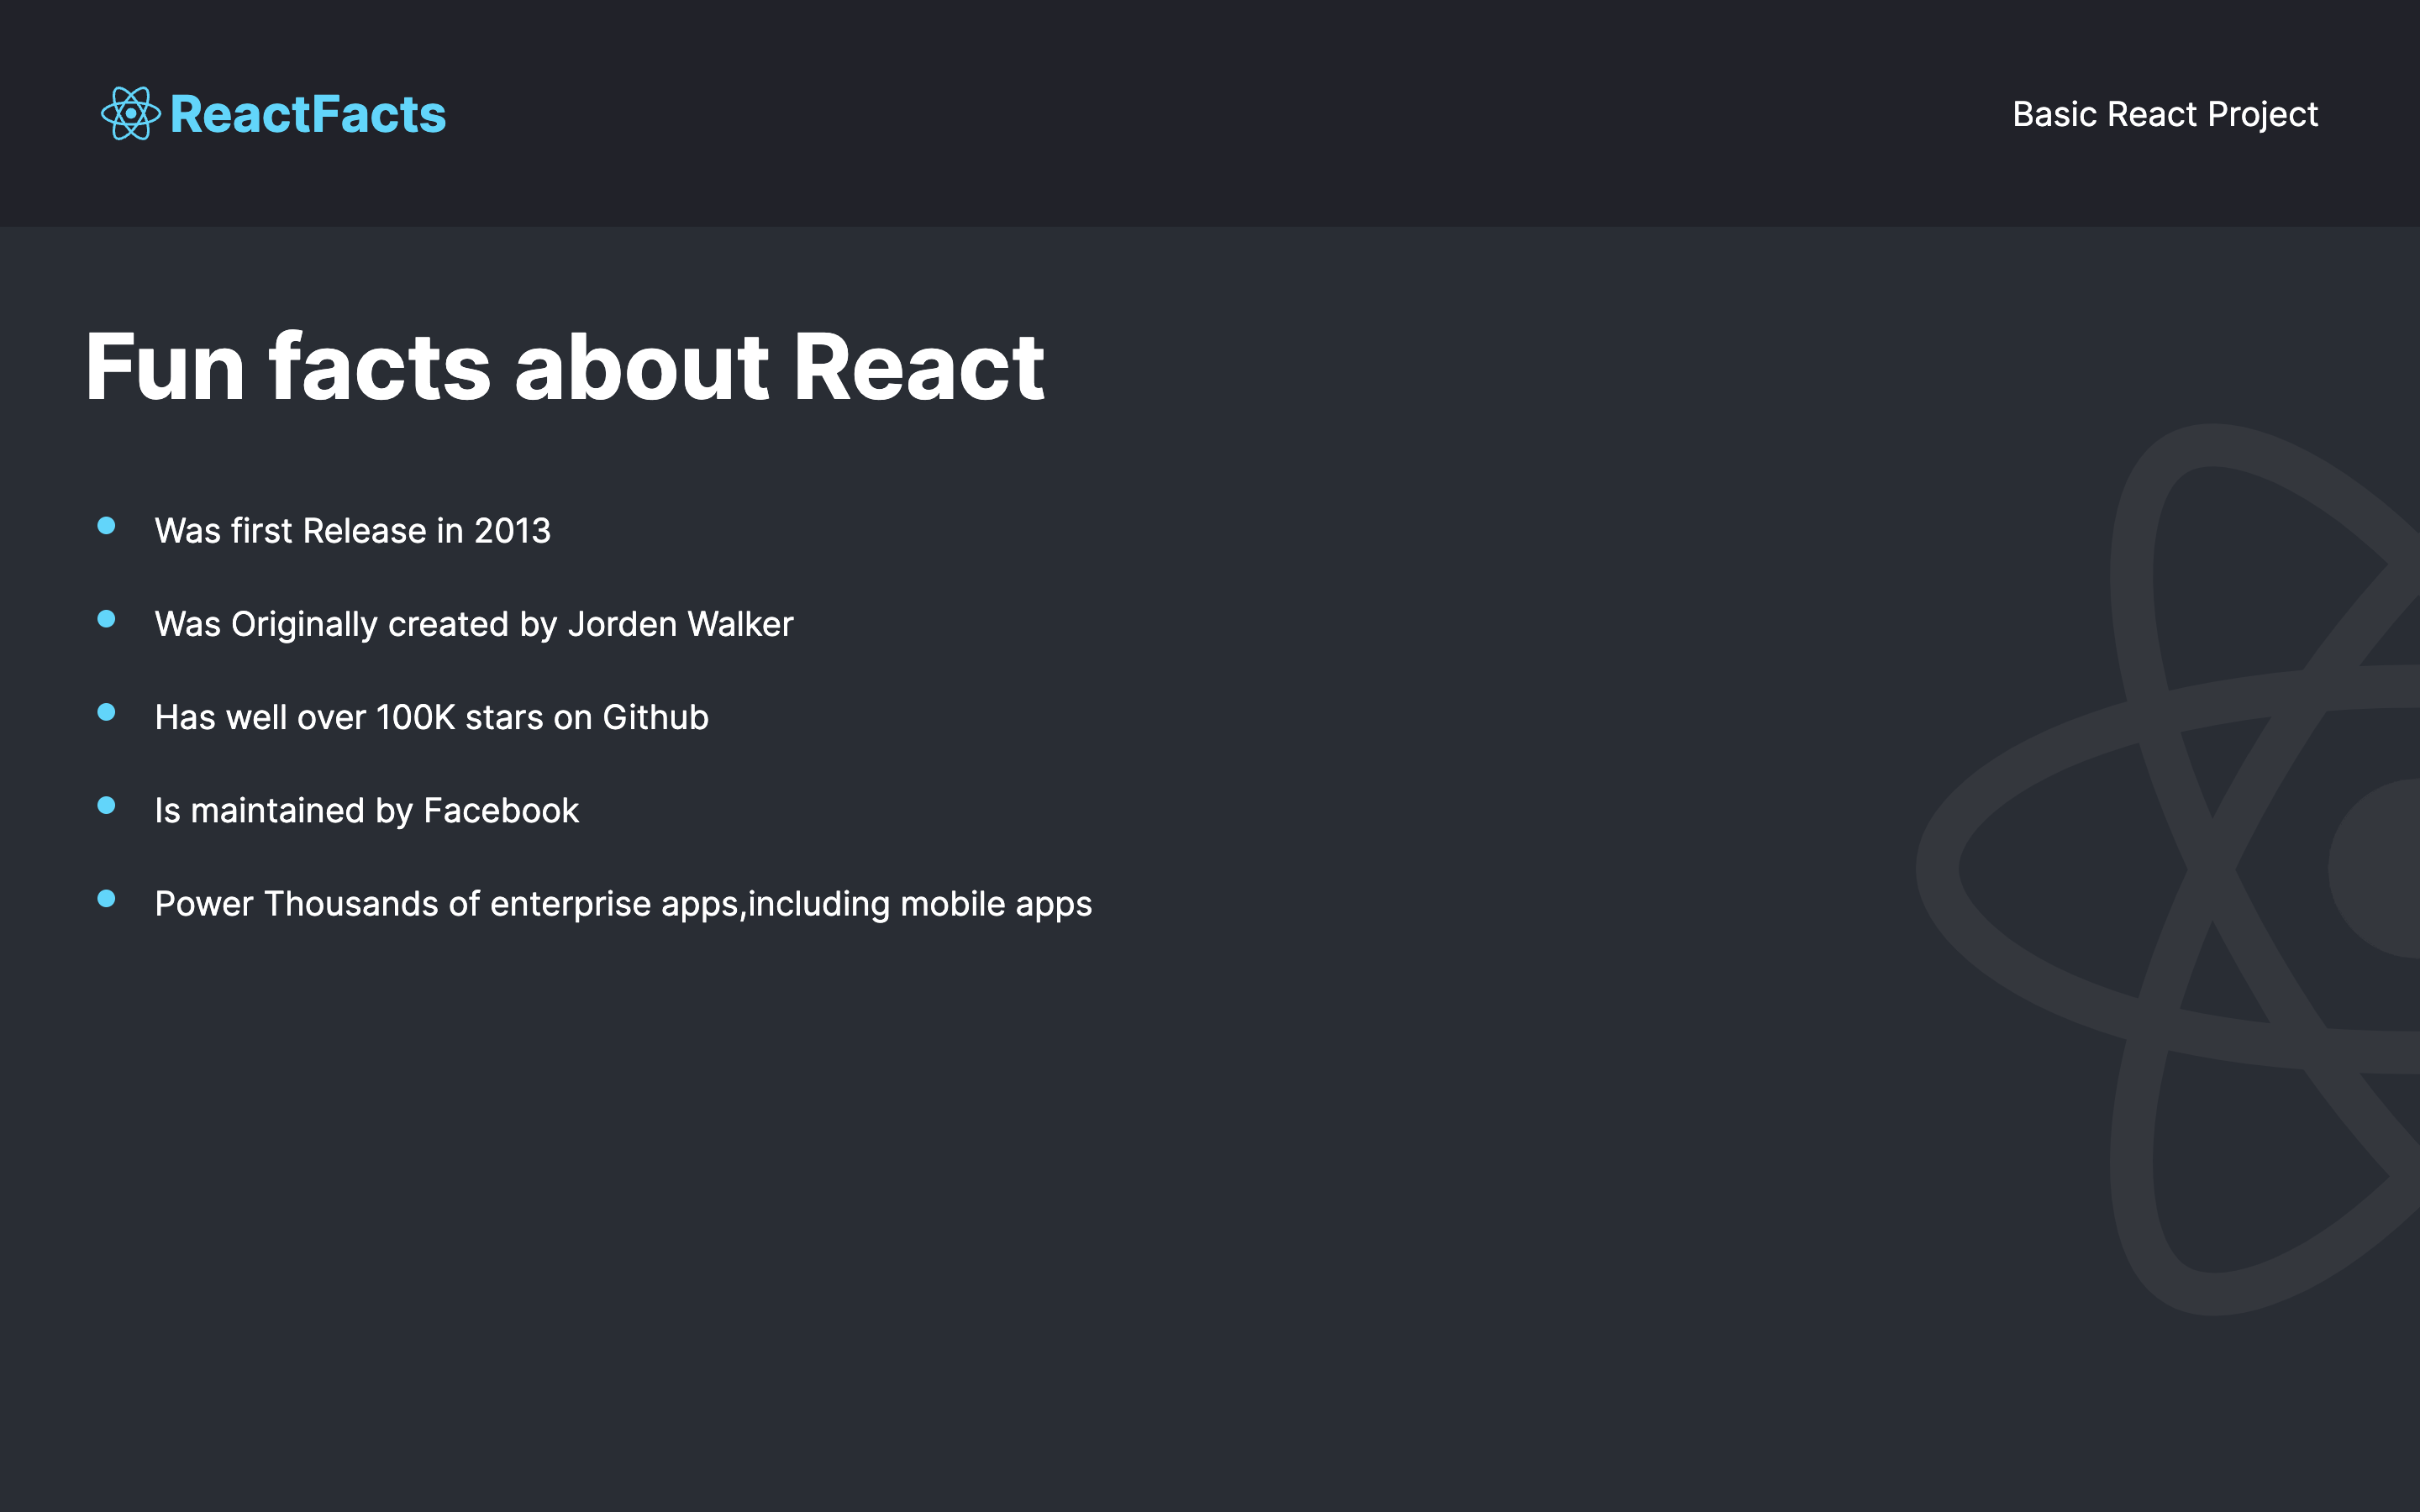 ReactFacts
Basic React Project
Fun facts about React
Was first Release in 2013
Was Originally created by Jorden Walker
Has well over 100K stars on Github
Is maintained by Facebook
Power Thousands of enterprise apps,including mobile apps